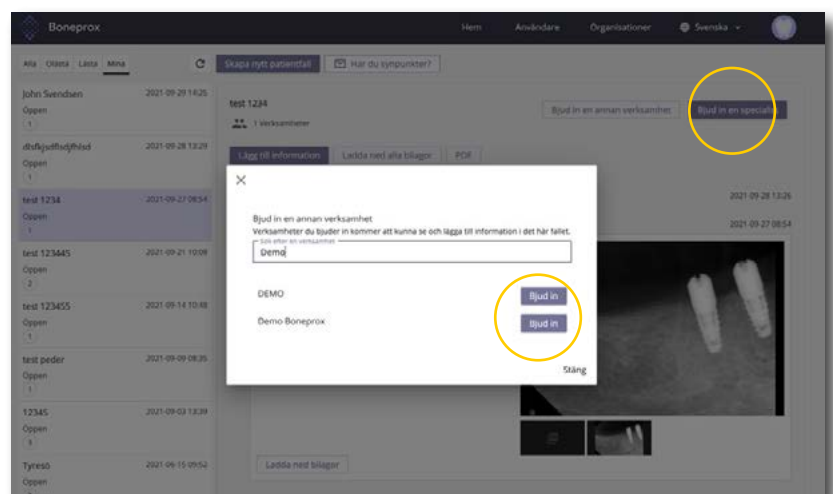 Boneprox
Hem
Användare
Organisationer
Svenska
Alla
Olästa
Lästa
Mina
Skapa nytt patientfall
Har du synpunkter?
John Svendsen
2021-09-29 14:26
Öppen
1
2021-09-28 13:29
Öppen
1
test 1234
2021-09-27 08:54
Öppen
1
test 123445
2021-09-21 10:08
Öppen
2
test 123455
2021-09-14 10:48
Öppen
1
test peder
2021-09-09 08:35
Öppen
1
12345
2021-09-03 13:39
Öppen
3
Tyresö
2021-06-15 09:52
Öppen
test 1234
1 Verksamheter
Bjud in en annan verksamhet
Bjud in en specialist
Lägg till information
Ladda ned alla bilagor
PDF
2021-09-28 13:26
2021-09-27 08:54
Bjud in en annan verksamhet
Verksamheter du bjuder in kommer att kunna se och lägga till information i det här fallet.
Sök efter en verksamhet
Demo
DEMO
Bjud in
Demo Boneprox
Bjud in
Stäng
Ladda ned bilagor